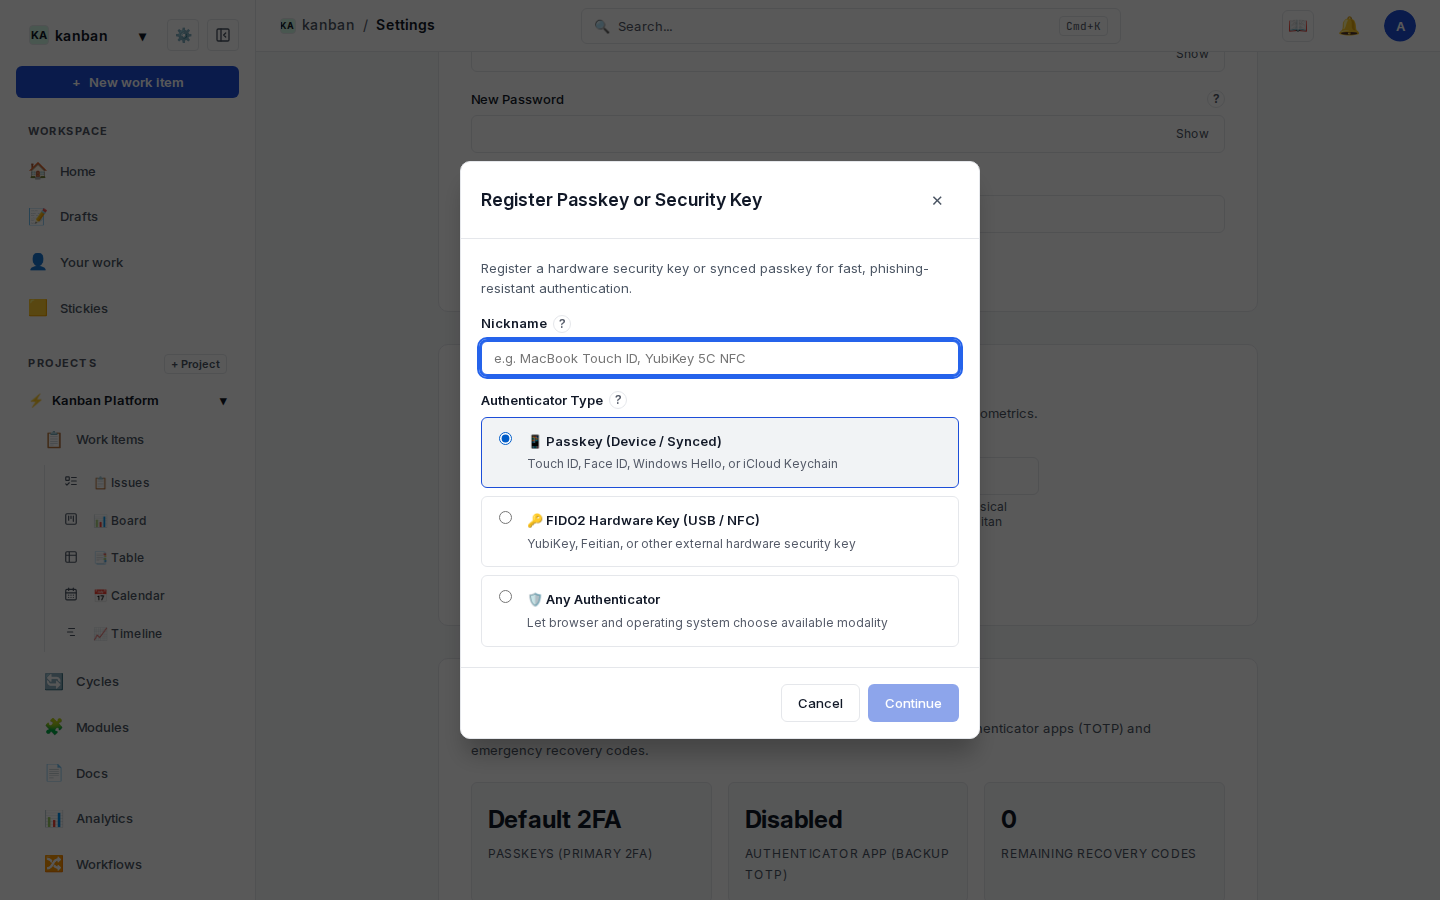 KA kanban ▾
+ New work item
WORKSPACE
Home
Drafts
Your work
Stickies
PROJECTS
+ Project
Kanban Platform ▾
Work Items
Issues
Board
Table
Calendar
Timeline
Cycles
Modules
Docs
Analytics
Workflows
KA kanban / Settings
Search...
Cmd+K
A
Show
New Password
?
Show
ometrics.
sical
itan
enticator apps (TOTP) and
emergency recovery codes.
Default 2FA
PASSKEYS (PRIMARY 2FA)
Disabled
AUTHENTICATOR APP (BACKUP
TOTP)
0
REMAINING RECOVERY CODES
Register Passkey or Security Key
×
Register a hardware security key or synced passkey for fast, phishing-
resistant authentication.
Nickname ?
e.g. MacBook Touch ID, YubiKey 5C NFC
Authenticator Type ?
Passkey (Device / Synced)
Touch ID, Face ID, Windows Hello, or iCloud Keychain
FIDO2 Hardware Key (USB / NFC)
YubiKey, Feitian, or other external hardware security key
Any Authenticator
Let browser and operating system choose available modality
Cancel
Continue